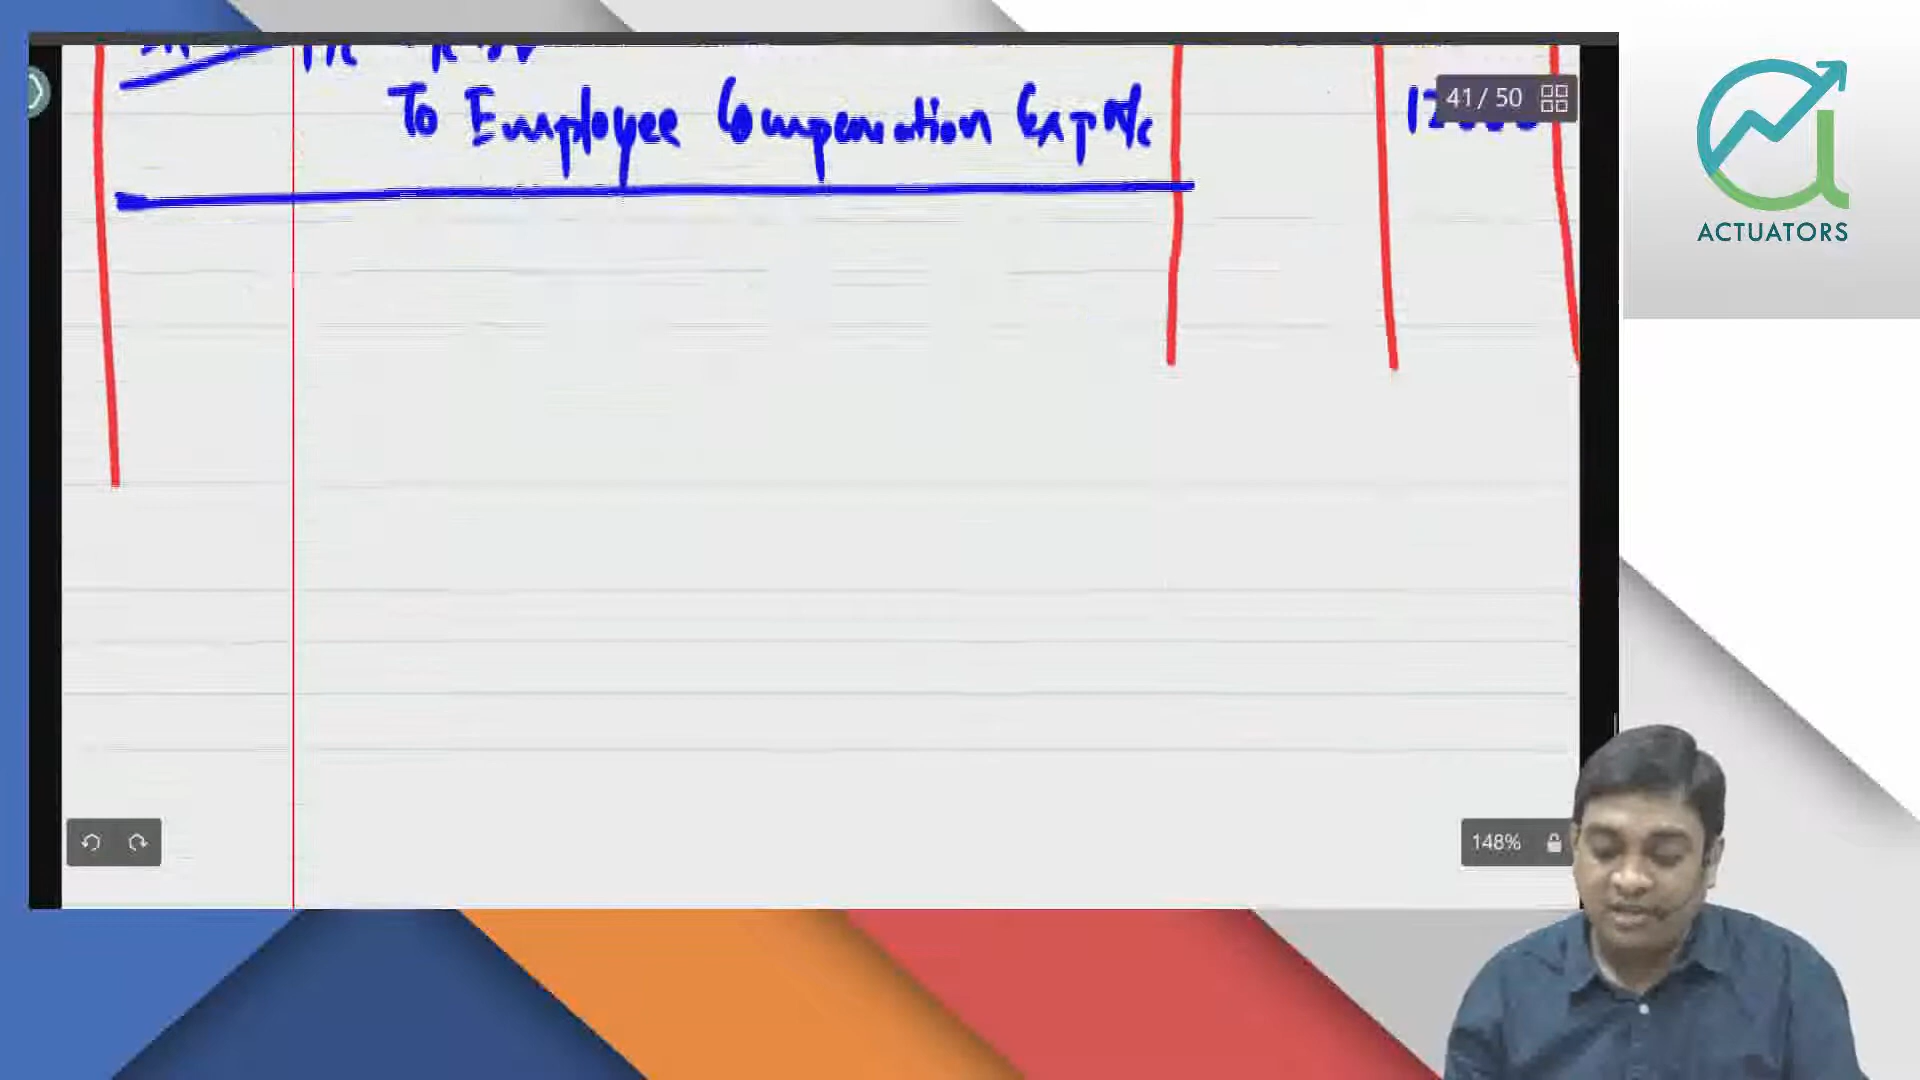 To Employee Compensation Exp A/c
41 / 50
ACTUATORS
148%